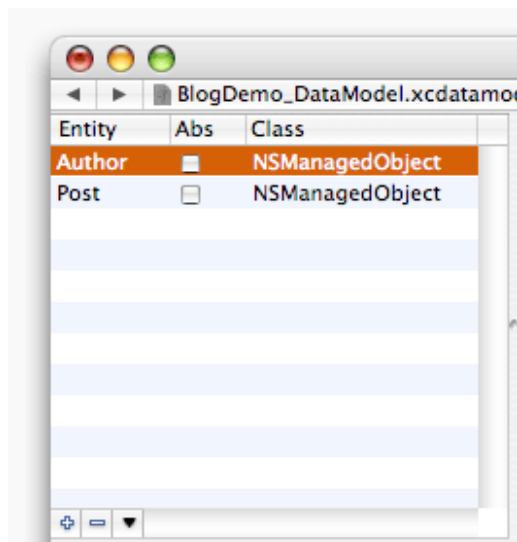 BlogDemo_DataModel.xcdatamo
Entity Abs Class
Author NSManagedObject
Post NSManagedObject